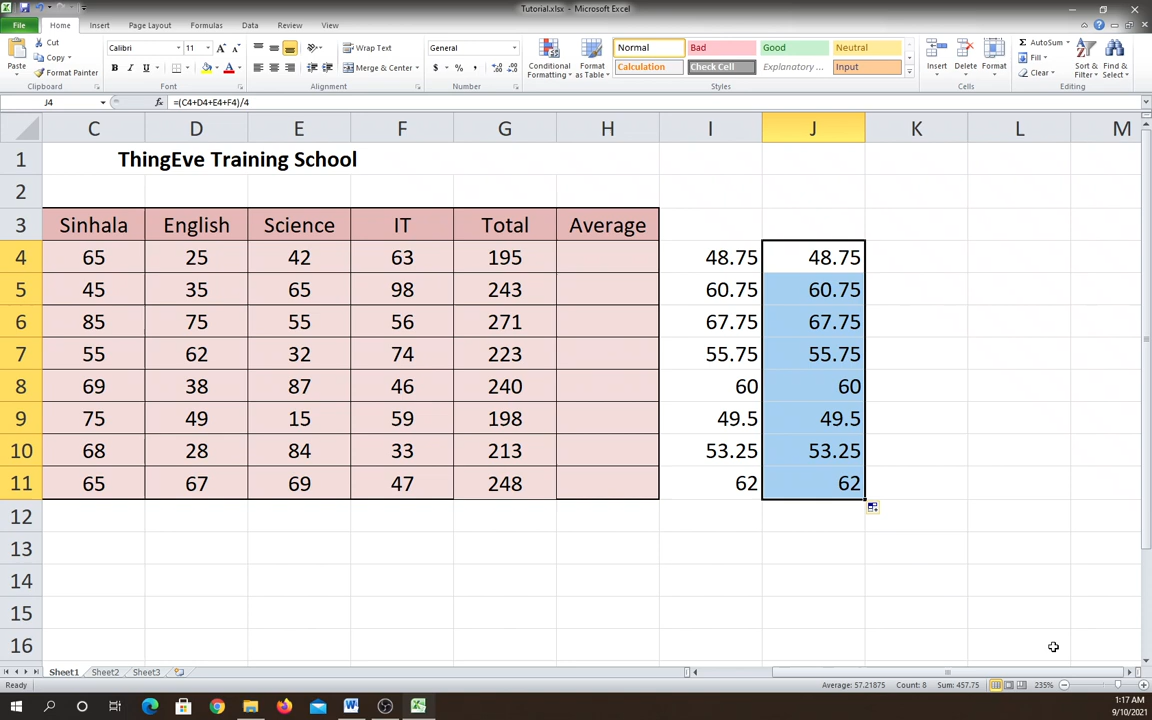 Tutorial.xlsx - Microsoft Excel
File Home Insert Page Layout Formulas Data Review View
Paste Cut Copy Format Painter Clipboard
Calibri 11 A A B I U A Font
Wrap Text Merge & Center Alignment
General $ % , Number
Conditional Formatting Format as Table Normal Bad Good Neutral
Calculation Check Cell Explanatory ... Input Styles
Insert Delete Format Cells
Σ AutoSum Fill Clear Sort & Filter Find & Select Editing
J4 fx =(C4+D4+E4+F4)/4
C D E F G H I J K L M
1 ThingEve Training School
2
3 Sinhala English Science IT Total Average
4 65 25 42 63 195 48.75 48.75
5 45 35 65 98 243 60.75 60.75
6 85 75 55 56 271 67.75 67.75
7 55 62 32 74 223 55.75 55.75
8 69 38 87 46 240 60 60
9 75 49 15 59 198 49.5 49.5
10 68 28 84 33 213 53.25 53.25
11 65 67 69 47 248 62 62
12
13
14
15
16
Sheet1 Sheet2 Sheet3
Ready Average: 57.21875 Count: 8 Sum: 457.75 235%
1:17 AM
9/10/2021